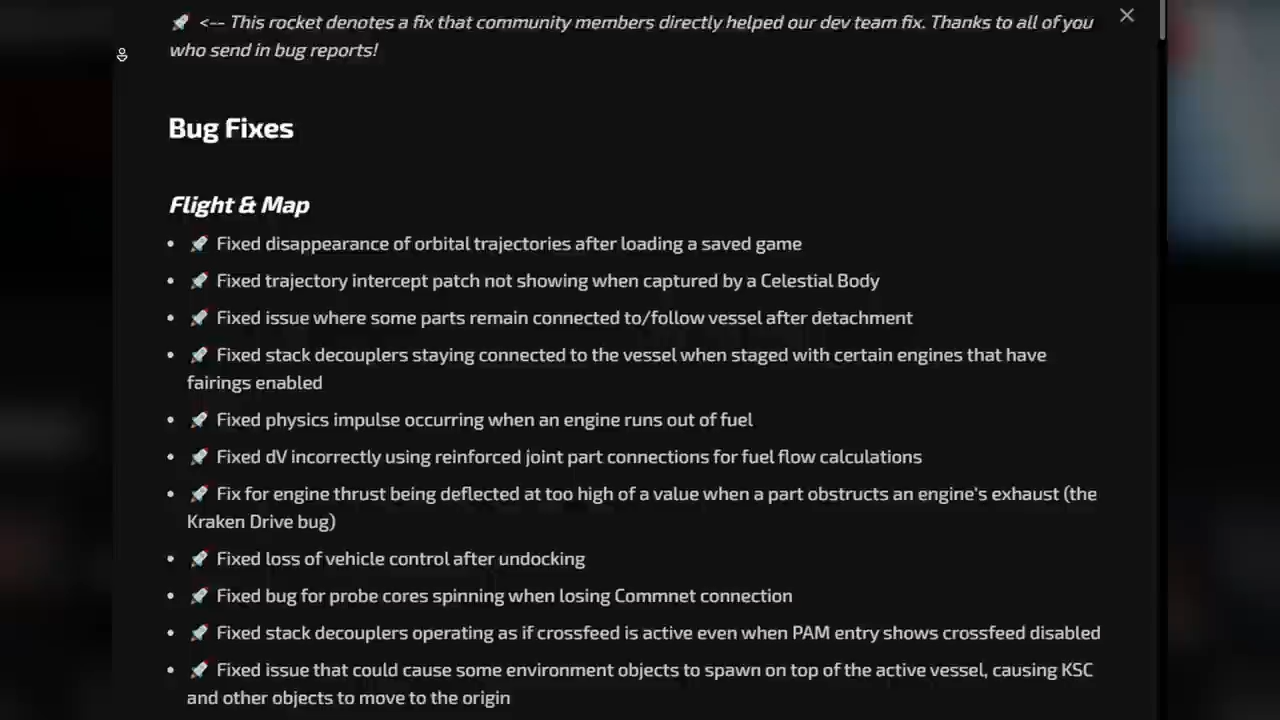 🚀 <-- This rocket denotes a fix that community members directly helped our dev team fix. Thanks to all of you
who send in bug reports!
Bug Fixes
Flight & Map
• 🚀 Fixed disappearance of orbital trajectories after loading a saved game
• 🚀 Fixed trajectory intercept patch not showing when captured by a Celestial Body
• 🚀 Fixed issue where some parts remain connected to/follow vessel after detachment
• 🚀 Fixed stack decouplers staying connected to the vessel when staged with certain engines that have
fairings enabled
• 🚀 Fixed physics impulse occurring when an engine runs out of fuel
• 🚀 Fixed dV incorrectly using reinforced joint part connections for fuel flow calculations
• 🚀 Fix for engine thrust being deflected at too high of a value when a part obstructs an engine's exhaust (the
Kraken Drive bug)
• 🚀 Fixed loss of vehicle control after undocking
• 🚀 Fixed bug for probe cores spinning when losing Commnet connection
• 🚀 Fixed stack decouplers operating as if crossfeed is active even when PAM entry shows crossfeed disabled
• 🚀 Fixed issue that could cause some environment objects to spawn on top of the active vessel, causing KSC
and other objects to move to the origin